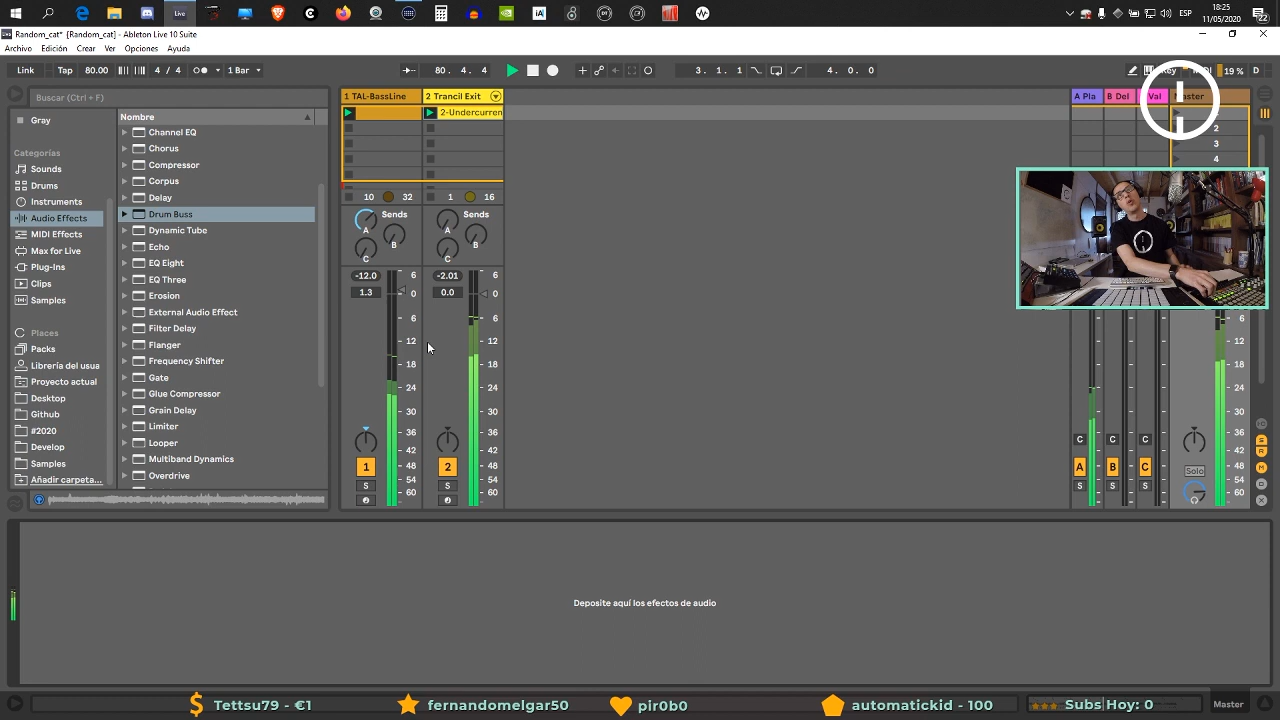 18:25
ESP
11/05/2020
22
Random_cat* [Random_cat] - Ableton Live 10 Suite
Archivo Edición Crear Ver Opciones Ayuda
Link Tap 80.00 4 / 4 1 Bar 80. 4. 4 3. 1. 1 4. 0. 0 Key MIDI 19 % D
Buscar (Ctrl + F)
Gray
Categorías
Sounds
Drums
Instruments
Audio Effects
MIDI Effects
Max for Live
Plug-Ins
Clips
Samples
Places
Packs
Librería del usua
Proyecto actual
Desktop
Github
#2020
Develop
Samples
Añadir carpeta...
Nombre
Channel EQ
Chorus
Compressor
Corpus
Delay
Drum Buss
Dynamic Tube
Echo
EQ Eight
EQ Three
Erosion
External Audio Effect
Filter Delay
Flanger
Frequency Shifter
Gate
Glue Compressor
Grain Delay
Limiter
Looper
Multiband Dynamics
Overdrive
1 TAL-BassLine 2 Trancil Exit
2-Undercurren
10 32 1 16
Sends Sends
A B A B
C C
-12.0 6 -2.01 6
1.3 0 0.0 0
6 6
12 12
18 18
24 24
30 30
36 36
42 42
1 48 2 48
S 54 S 54
60 60
A Pla B Del Val Master
2
3
4
6
12
18
24
30
36
C C C 42
A B C Solo 48
S S S 54
60
Deposite aquí los efectos de audio
Tettsu79 - €1 fernandomelgar50 pir0b0 automatickid - 100 Subs Hoy: 0 Master